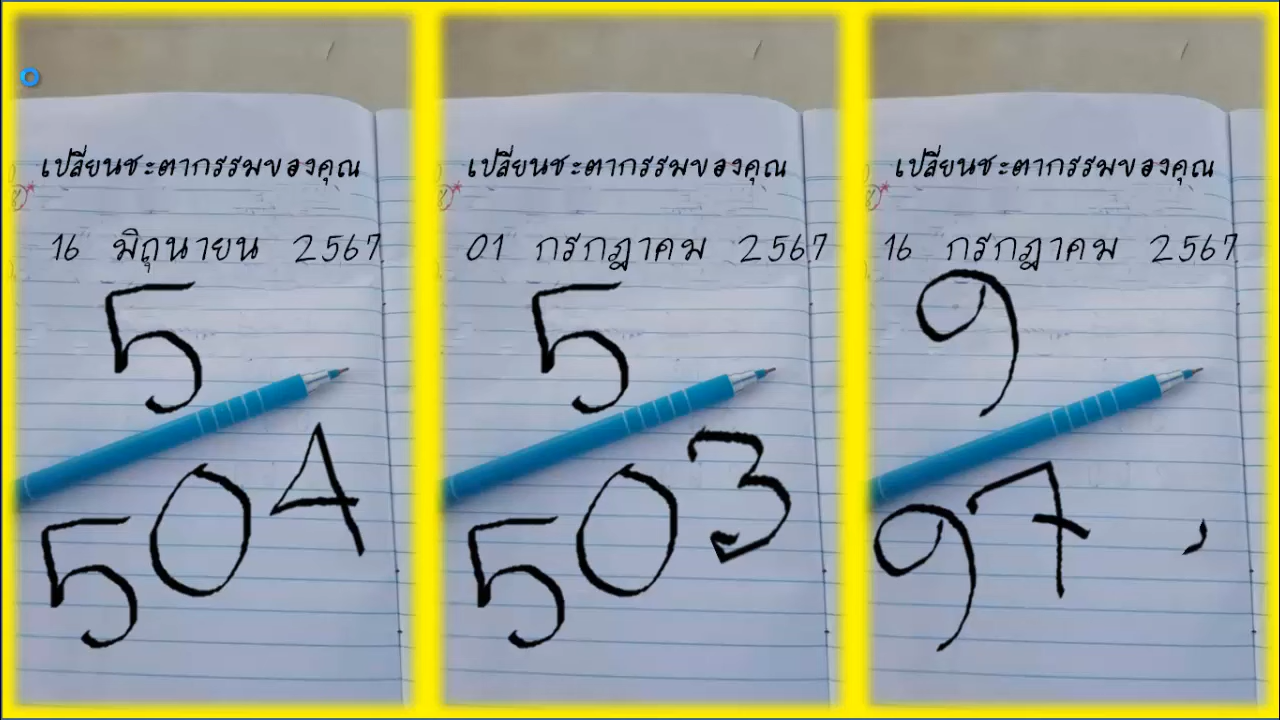 เปลี่ยนชะตากรรมของคุณ
16 มิถุนายน 2567
5
504
เปลี่ยนชะตากรรมของคุณ
01 กรกฎาคม 2567
5
503
เปลี่ยนชะตากรรมของคุณ
16 กรกฎาคม 2567
9
97